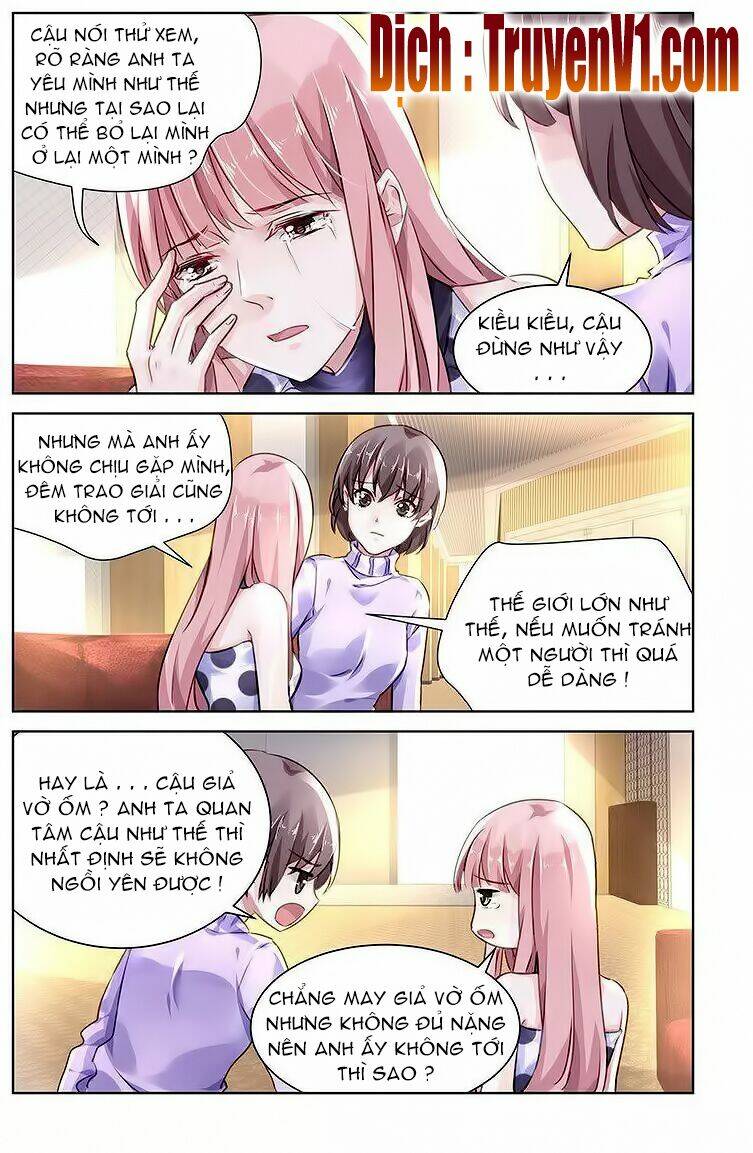 Dịch : TruyenV1.com
CẬU NÓI THỬ XEM,
RÕ RÀNG ANH TA
YÊU MÌNH NHƯ THẾ
NHƯNG TẠI SAO LẠI
CÓ THỂ BỎ LẠI MÌNH
Ở LẠI MỘT MÌNH ?
KIỀU KIỀU, CẬU
ĐỪNG NHƯ VẬY
. . .
NHƯNG MÀ ANH ẤY
KHÔNG CHỊU GẶP MÌNH,
ĐÊM TRAO GIẢI CŨNG
KHÔNG TỚI . . .
THẾ GIỚI LỚN NHƯ
THẾ, NẾU MUỐN TRÁNH
MỘT NGƯỜI THÌ QUÁ
DỄ DÀNG !
HAY LÀ . . . CẬU GIẢ
VỜ ỐM ? ANH TA QUAN
TÂM CẬU NHƯ THẾ THÌ
NHẤT ĐỊNH SẼ KHÔNG
NGỒI YÊN ĐƯỢC !
CHẲNG MAY GIẢ VỜ ỐM
NHƯNG KHÔNG ĐỦ NẶNG
NÊN ANH ẤY KHÔNG TỚI
THÌ SAO ?